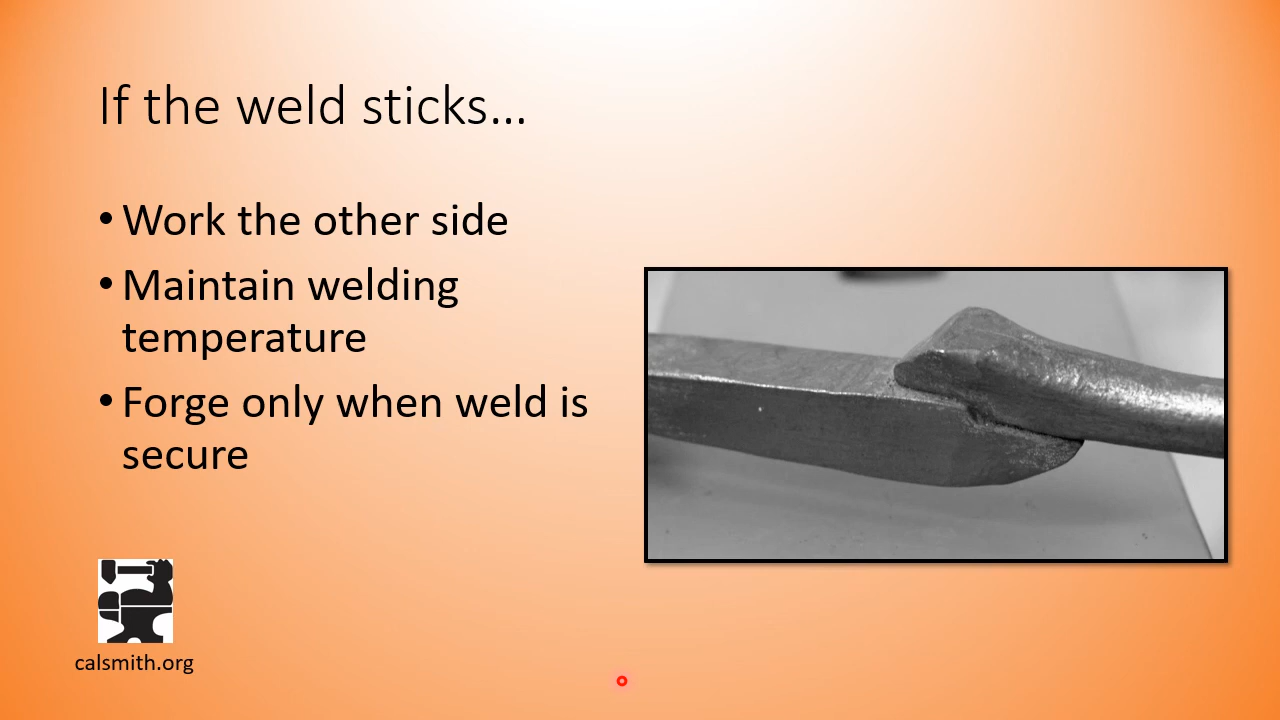 If the weld sticks...
• Work the other side
• Maintain welding
temperature
• Forge only when weld is
secure
calsmith.org